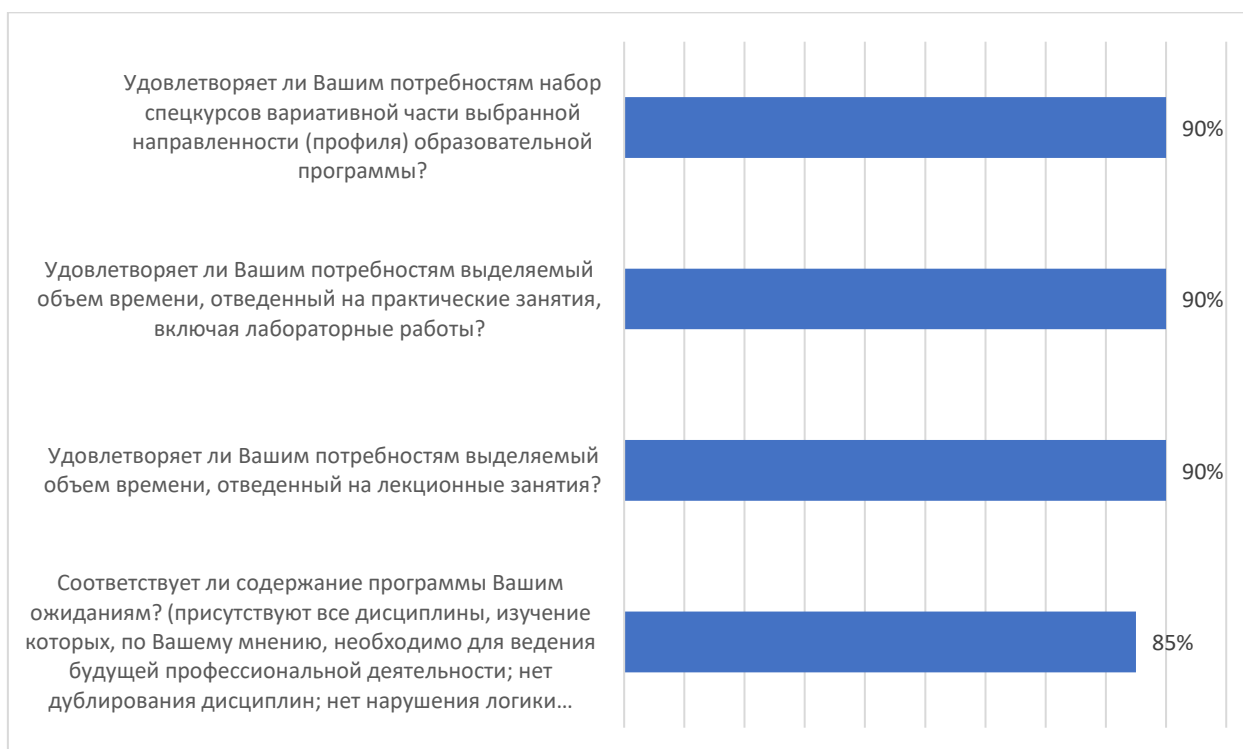 Удовлетворяет ли Вашим потребностям набор
спецкурсов вариативной части выбранной
направленности (профиля) образовательной
программы?
90%
Удовлетворяет ли Вашим потребностям выделяемый
объем времени, отведенный на практические занятия,
включая лабораторные работы?
90%
Удовлетворяет ли Вашим потребностям выделяемый
объем времени, отведенный на лекционные занятия?
90%
Соответствует ли содержание программы Вашим
ожиданиям? (присутствуют все дисциплины, изучение
которых, по Вашему мнению, необходимо для ведения
будущей профессиональной деятельности; нет
дублирования дисциплин; нет нарушения логики…
85%